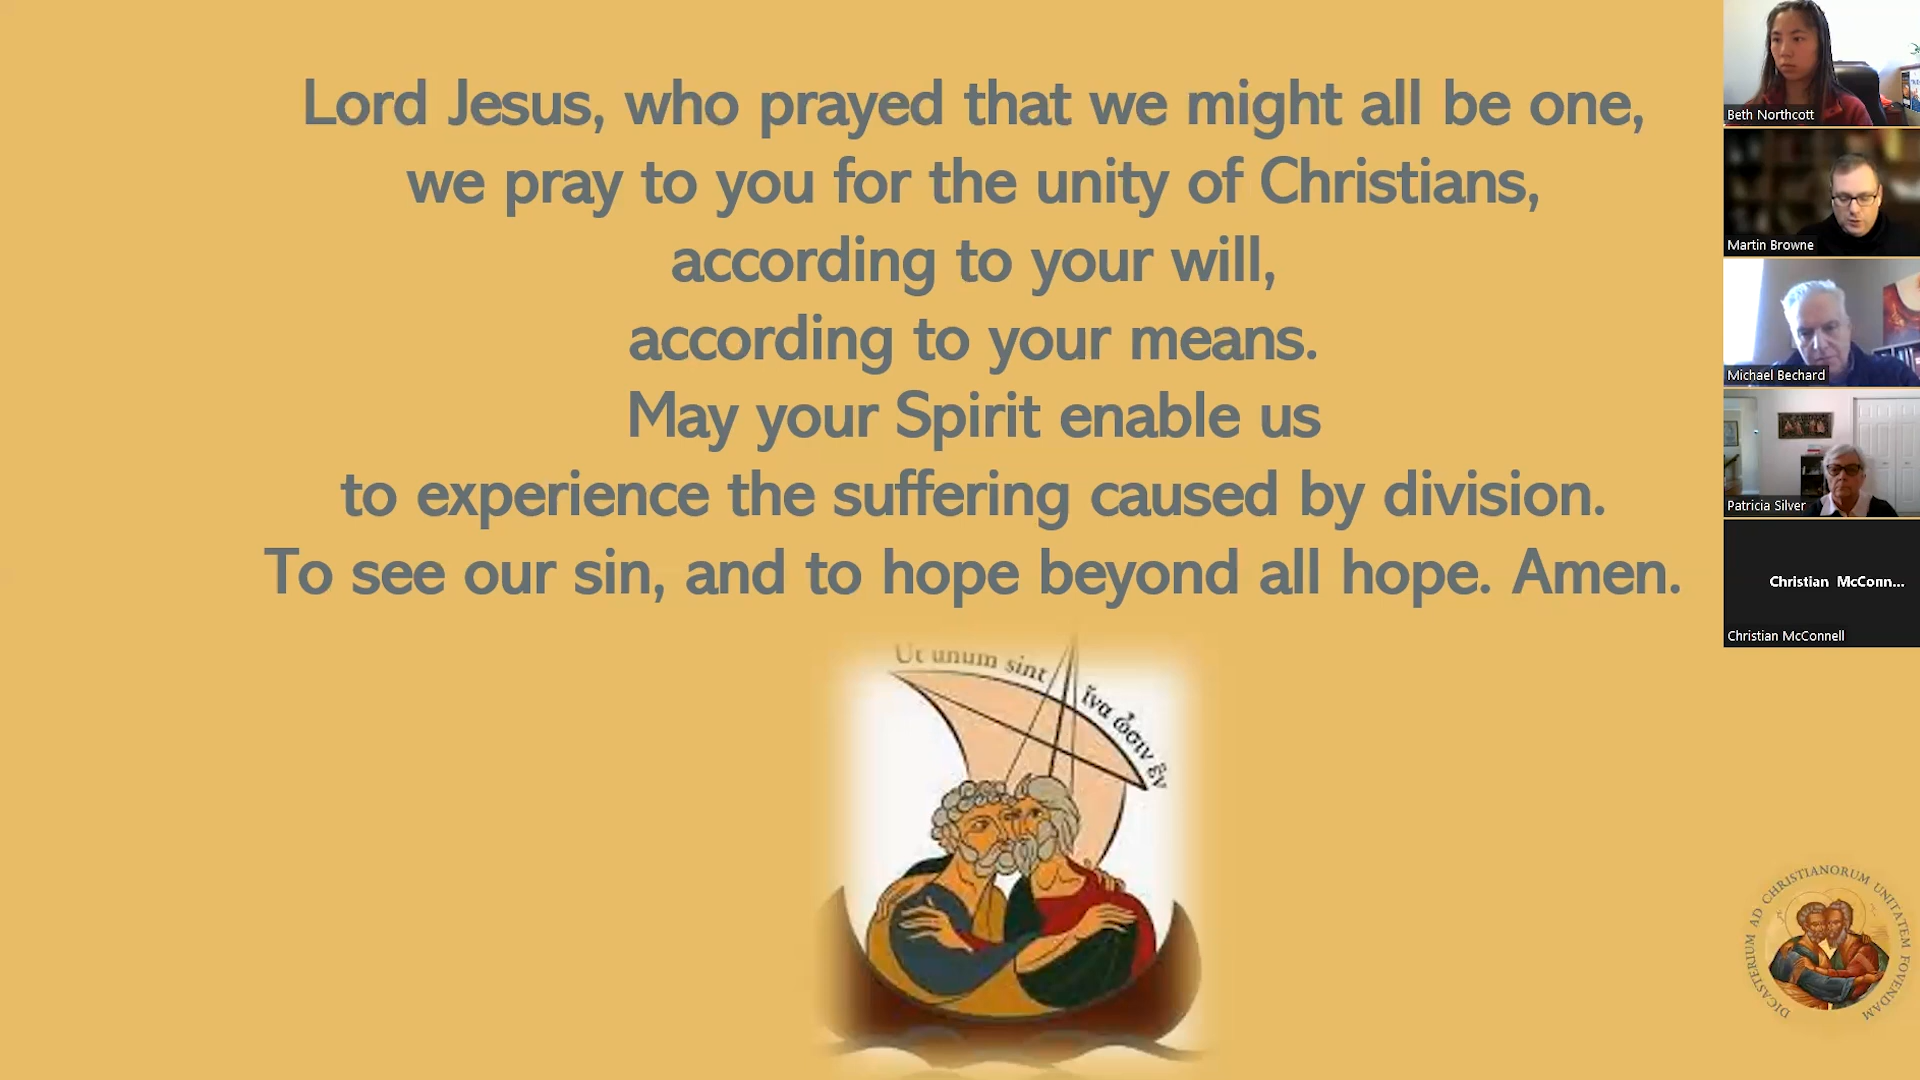 Lord Jesus, who prayed that we might all be one,
we pray to you for the unity of Christians,
according to your will,
according to your means.
May your Spirit enable us
to experience the suffering caused by division.
To see our sin, and to hope beyond all hope. Amen.
Ut unum sint
ἵνα ὦσιν ἕν
DICASTERIUM AD CHRISTIANORUM UNITATEM FOVENDAM
Beth Northcott
Martin Browne
Michael Bechard
Patricia Silver
Christian McConn...
Christian McConnell